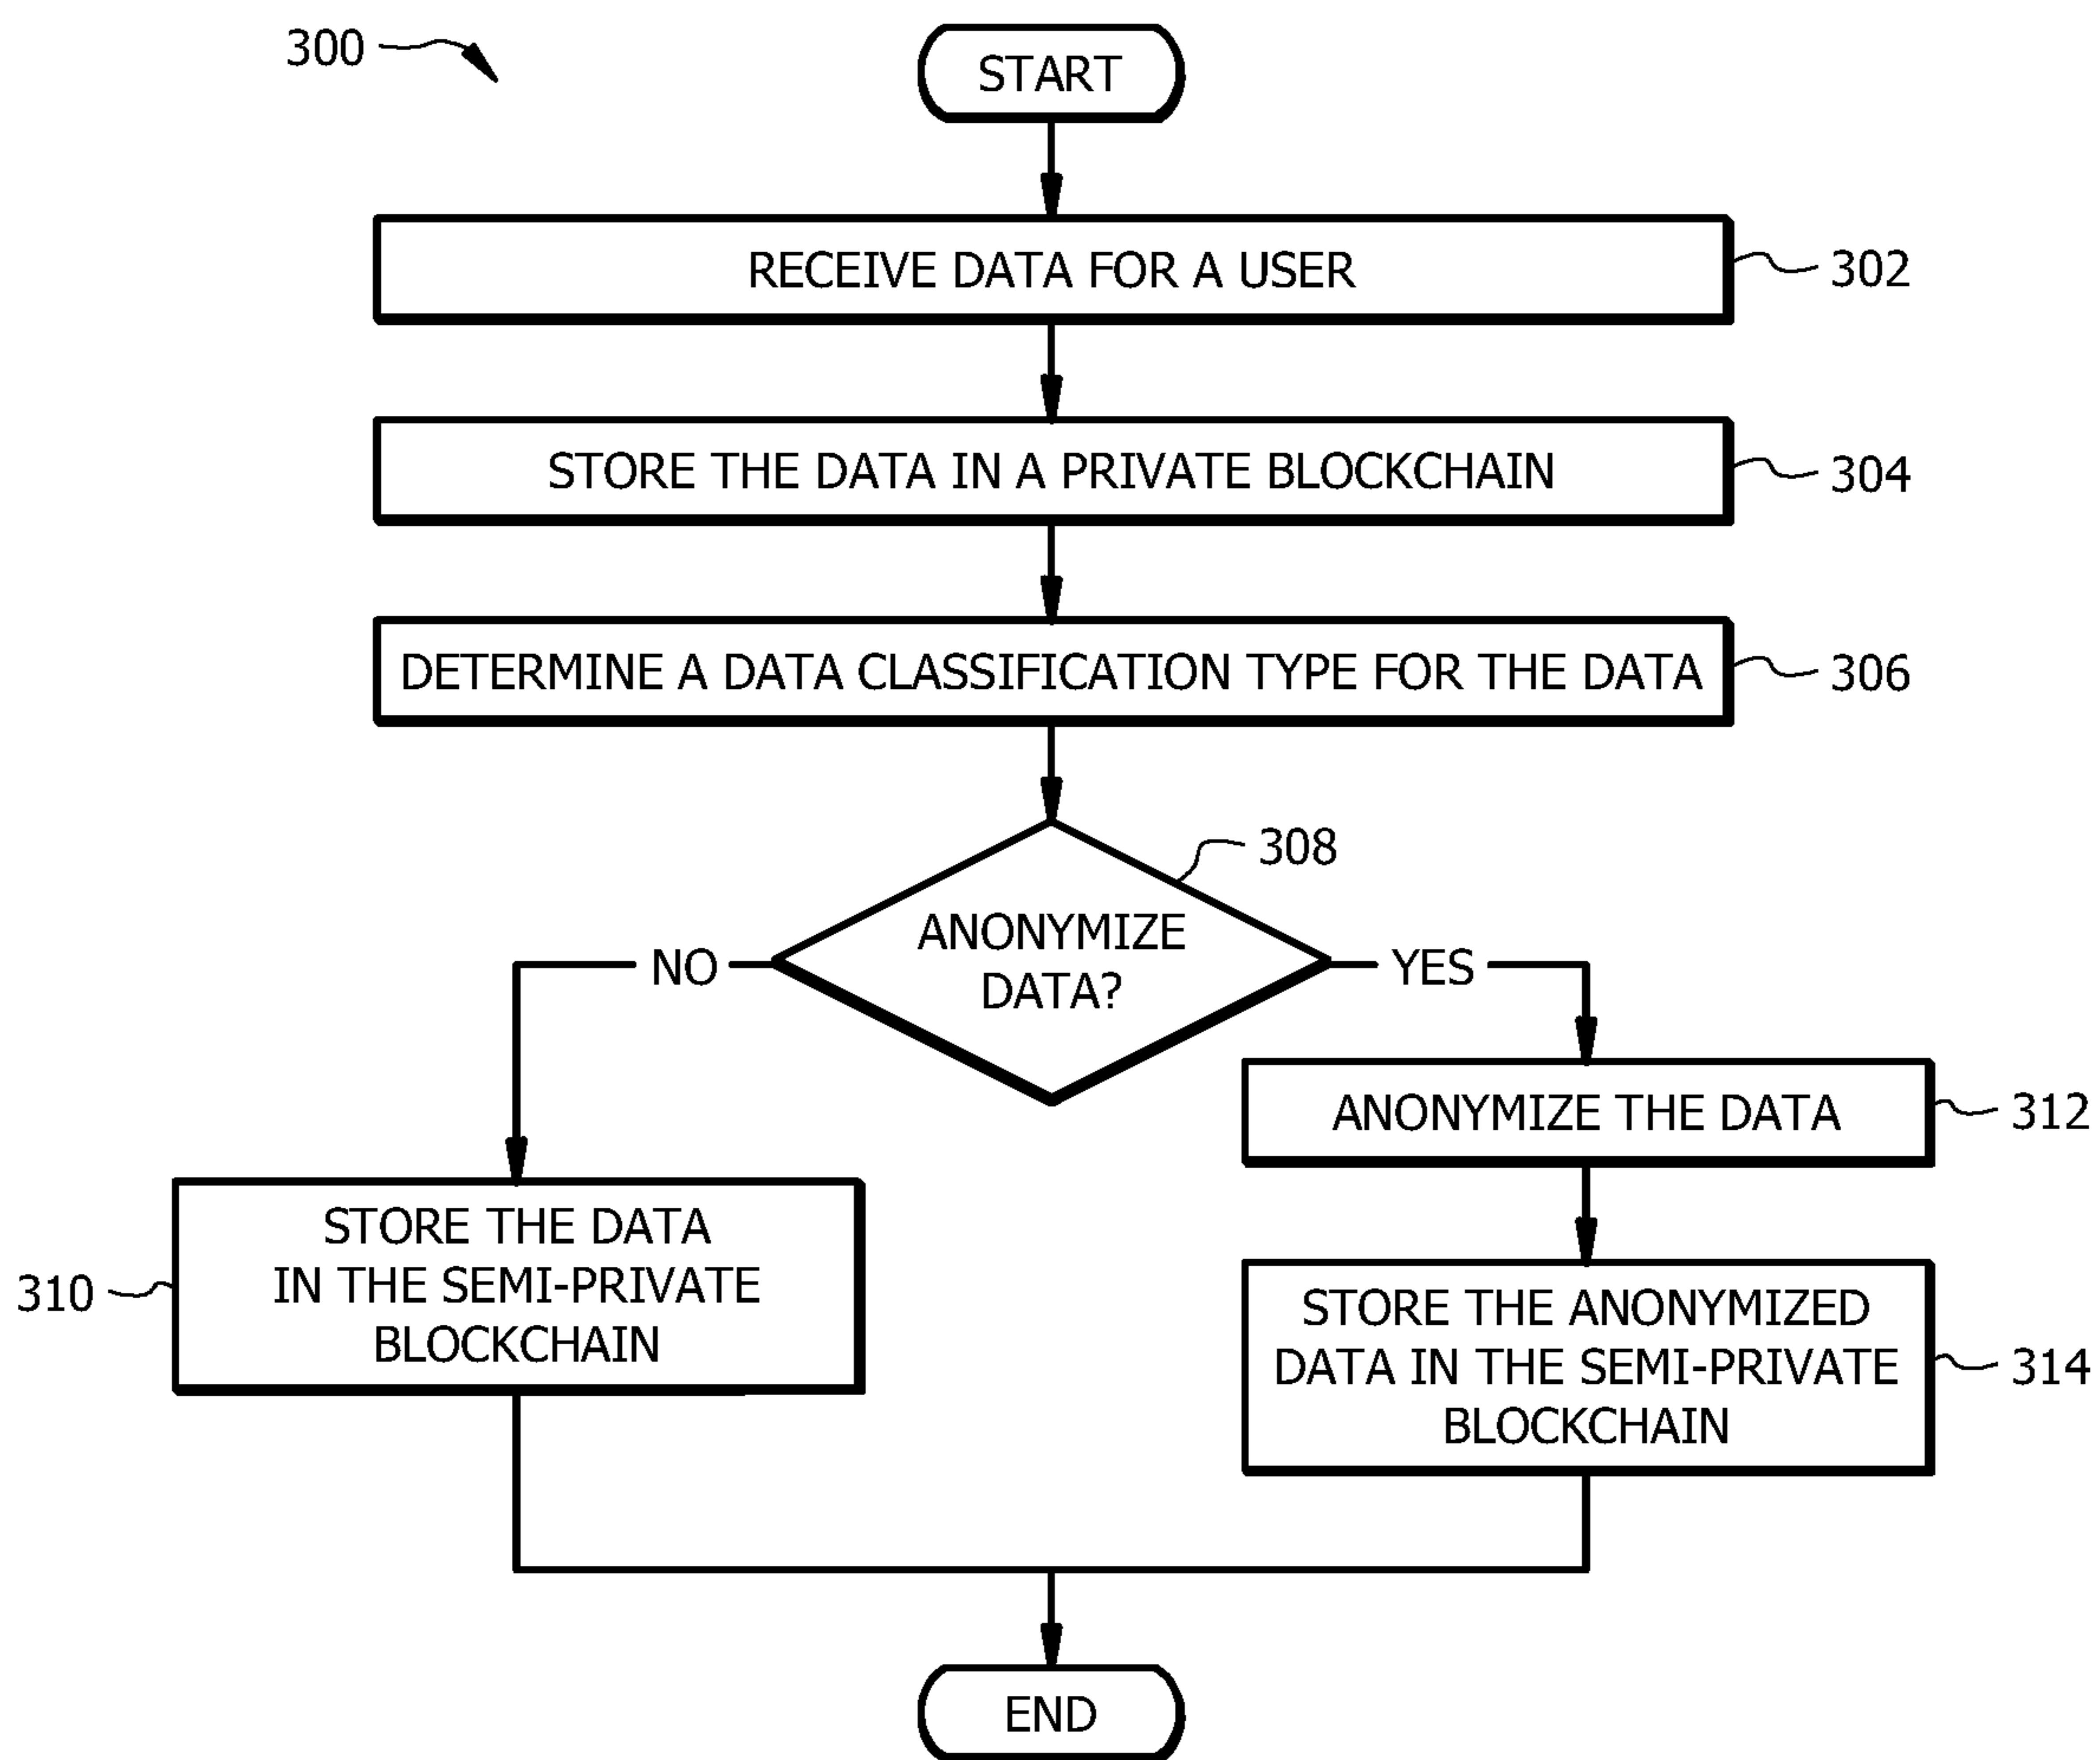 300
START
RECEIVE DATA FOR A USER
302
STORE THE DATA IN A PRIVATE BLOCKCHAIN
304
DETERMINE A DATA CLASSIFICATION TYPE FOR THE DATA
306
308
ANONYMIZE
DATA?
NO
YES
ANONYMIZE THE DATA
312
STORE THE DATA
IN THE SEMI-PRIVATE
BLOCKCHAIN
310
STORE THE ANONYMIZED
DATA IN THE SEMI-PRIVATE
BLOCKCHAIN
314
END